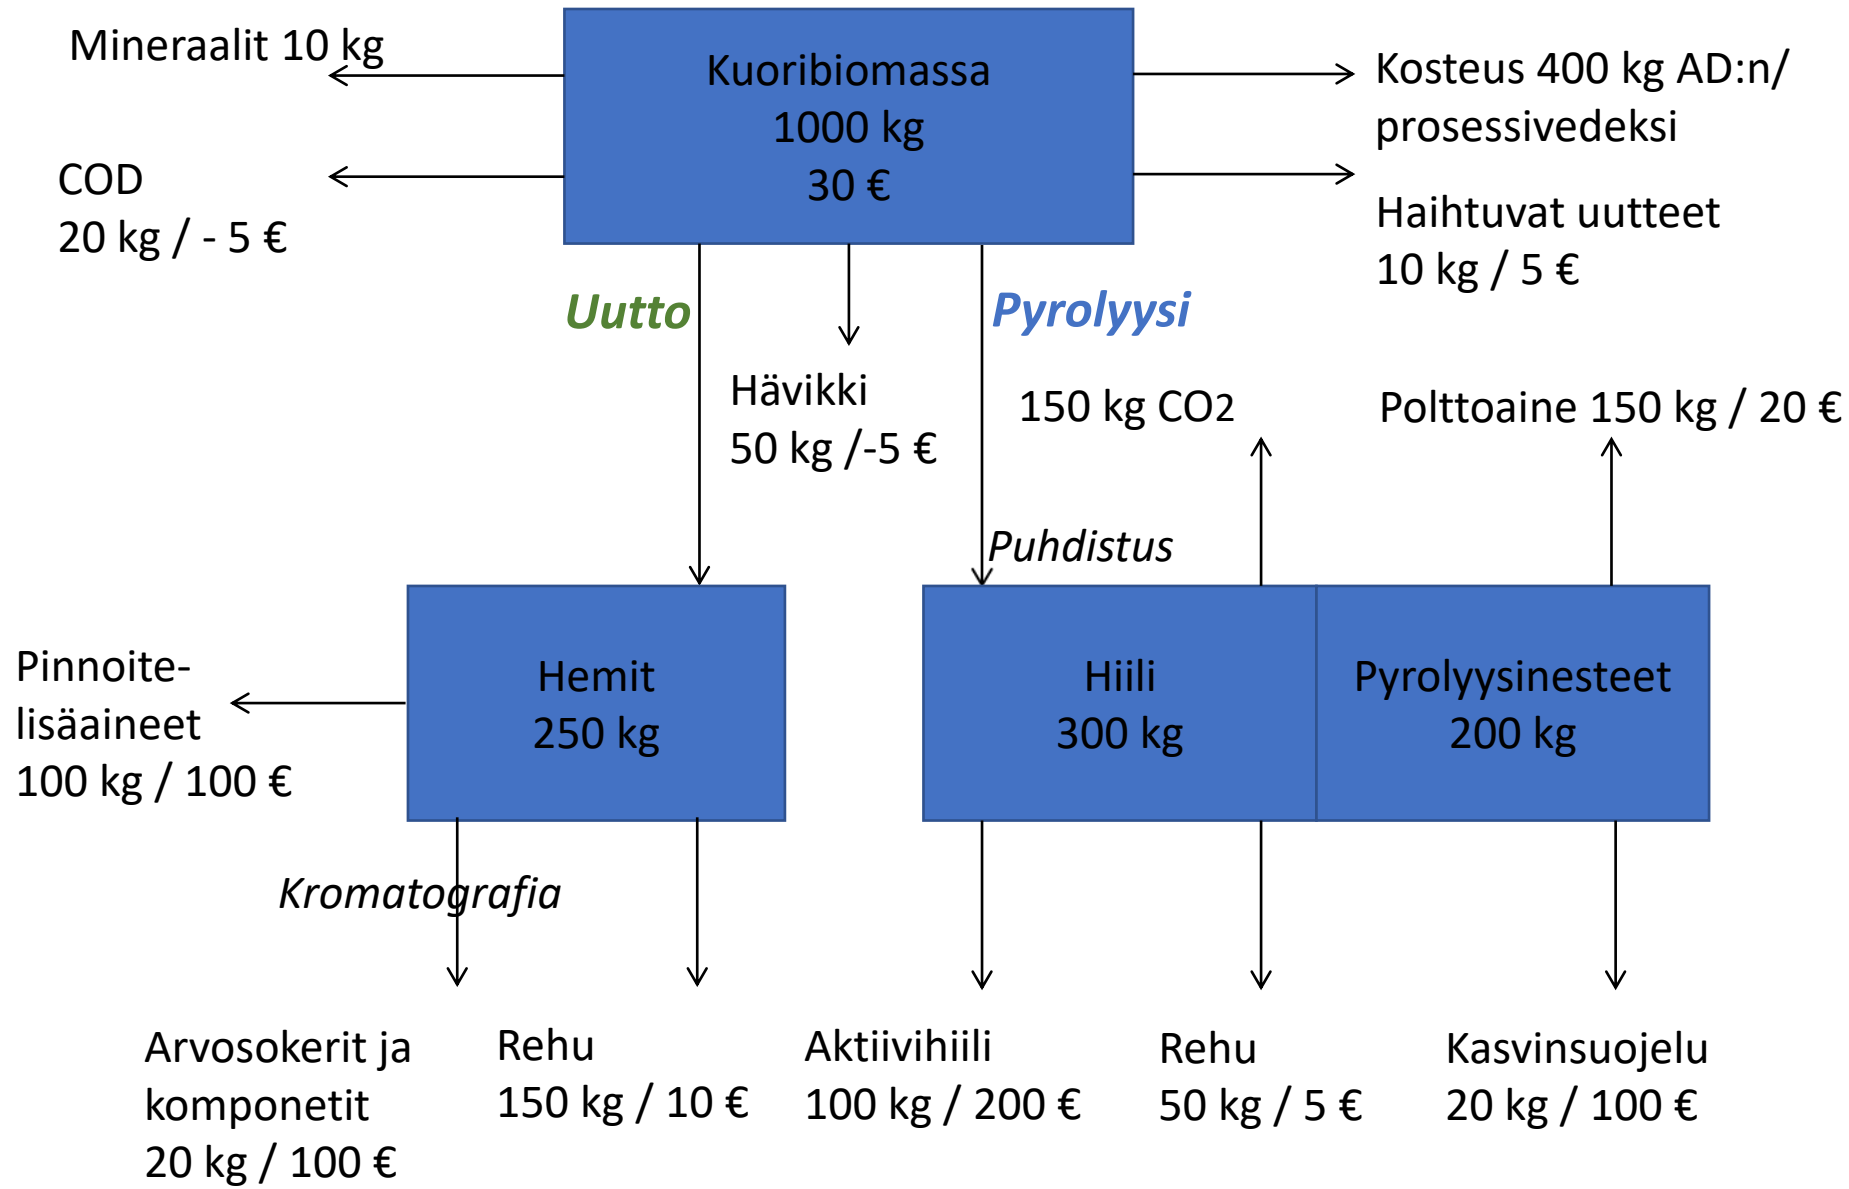 Mineraalit 10 kg
COD
20 kg / - 5 €
Kuoribiomassa
1000 kg
30 €
Kosteus 400 kg AD:n/
prosessivedeksi
Haihtuvat uutteet
10 kg / 5 €
Uutto
Pyrolyysi
Hävikki
50 kg /-5 €
150 kg CO2
Polttoaine 150 kg / 20 €
Puhdistus
Pinnoite-
lisäaineet
100 kg / 100 €
Hemit
250 kg
Hiili
300 kg
Pyrolyysinesteet
200 kg
Kromatografia
Arvosokerit ja
komponetit
20 kg / 100 €
Rehu
150 kg / 10 €
Aktiivihiili
100 kg / 200 €
Rehu
50 kg / 5 €
Kasvinsuojelu
20 kg / 100 €